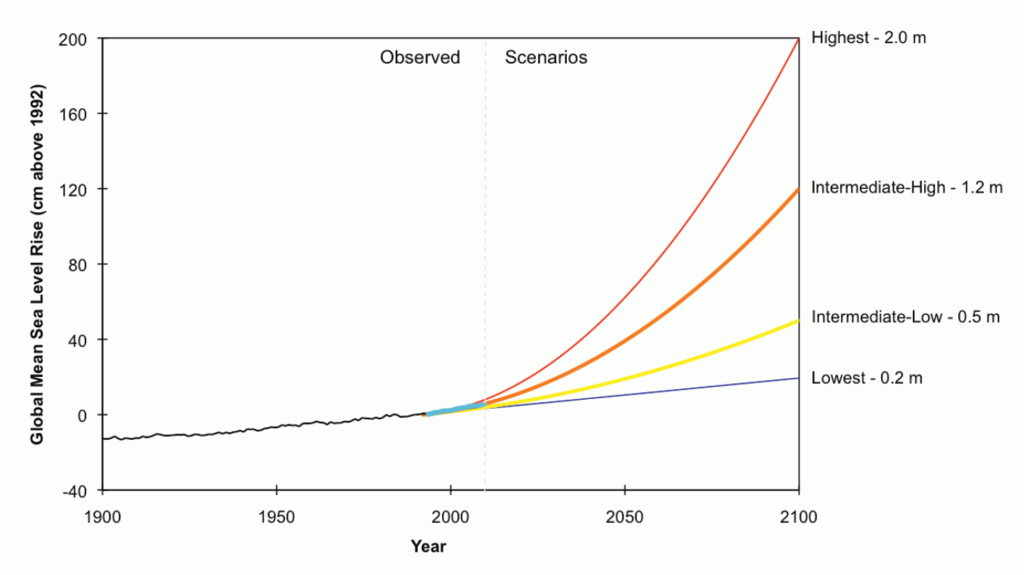 Global Mean Sea Level Rise (cm above 1992)
200
160
120
80
40
0
-40
Observed
Scenarios
Highest - 2.0 m
Intermediate-High - 1.2 m
Intermediate-Low - 0.5 m
Lowest - 0.2 m
1900
1950
2000
2050
2100
Year